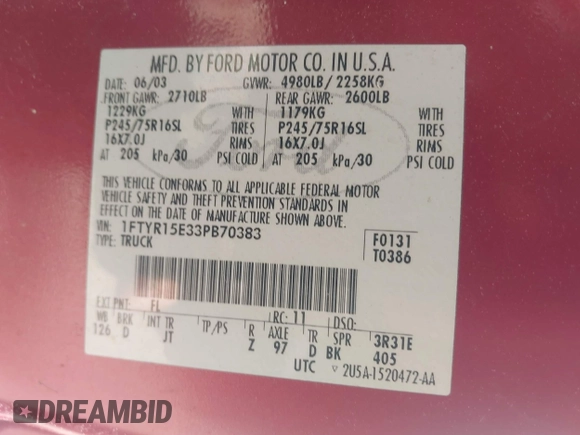 MFD. BY FORD MOTOR CO. IN U.S.A.
DATE: 06/03 GVWR: 4980LB/ 2258KG
FRONT GAWR: 2710LB REAR GAWR: 2600LB
1229KG WITH 1179KG WITH
P245/75R16SL TIRES P245/75R16SL TIRES
16X7.0J RIMS 16X7.0J RIMS
AT 205 kPa/30 PSI COLD AT 205 kPa/30 PSI COLD
Ford
THIS VEHICLE CONFORMS TO ALL APPLICABLE FEDERAL MOTOR
VEHICLE SAFETY AND THEFT PREVENTION STANDARDS IN
EFFECT ON THE DATE OF MANUFACTURE SHOWN ABOVE.
VIN: 1FTYR15E33PB70383 F0131
TYPE: TRUCK T0386
EXT PNT: FL RC: 11 DSO:
WB BRK INT TR TP/PS R AXLE TR SPR 3R31E
126 D JT Z 97 D BK 405
UTC ▽ 2U5A-1520472-AA
DREAMBID